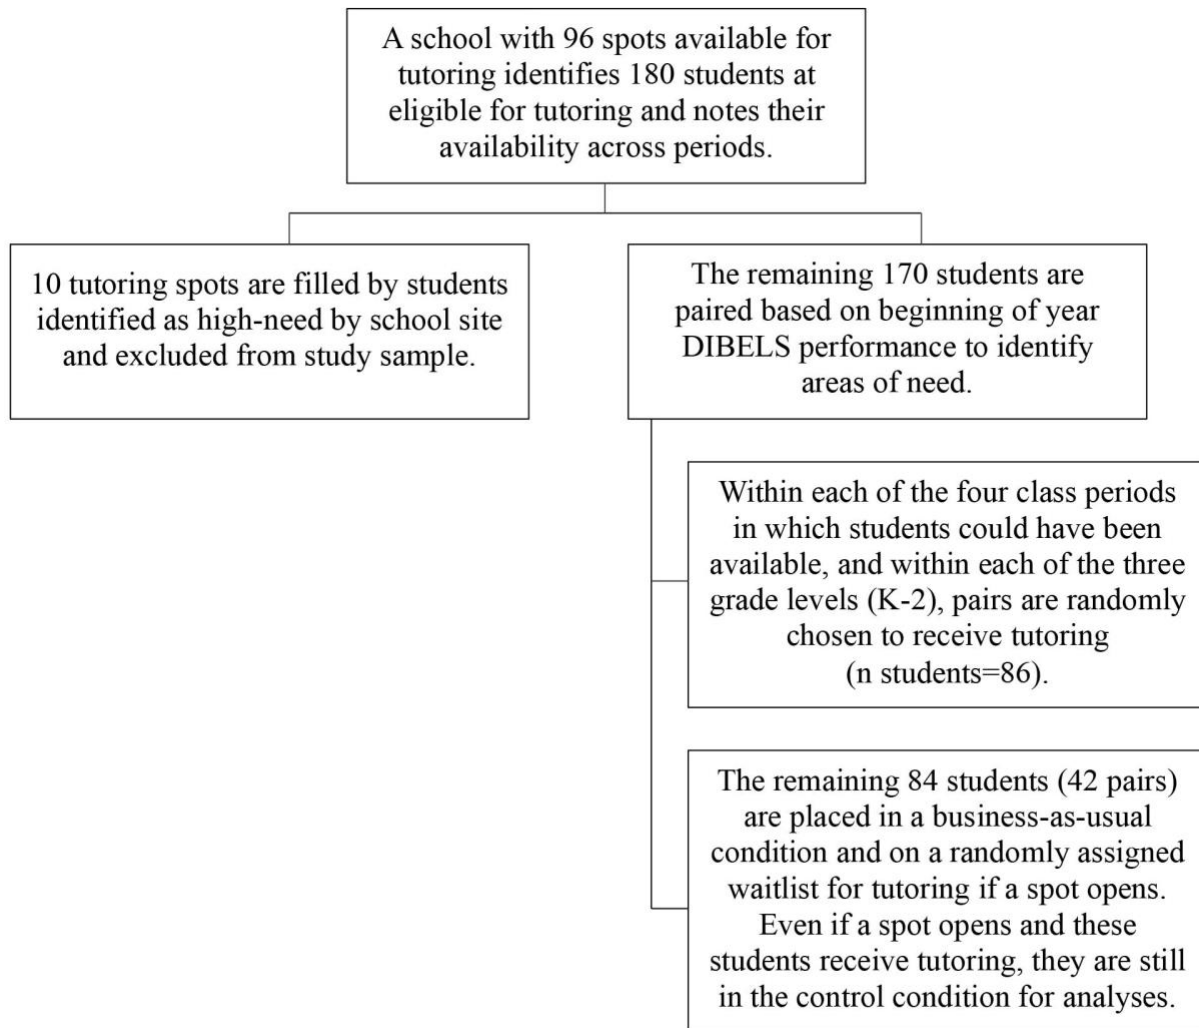 A school with 96 spots available for
tutoring identifies 180 students at
eligible for tutoring and notes their
availability across periods.
10 tutoring spots are filled by students
identified as high-need by school site
and excluded from study sample.
The remaining 170 students are
paired based on beginning of year
DIBELS performance to identify
areas of need.
Within each of the four class periods
in which students could have been
available, and within each of the three
grade levels (K-2), pairs are randomly
chosen to receive tutoring
(n students=86).
The remaining 84 students (42 pairs)
are placed in a business-as-usual
condition and on a randomly assigned
waitlist for tutoring if a spot opens.
Even if a spot opens and these
students receive tutoring, they are still
in the control condition for analyses.